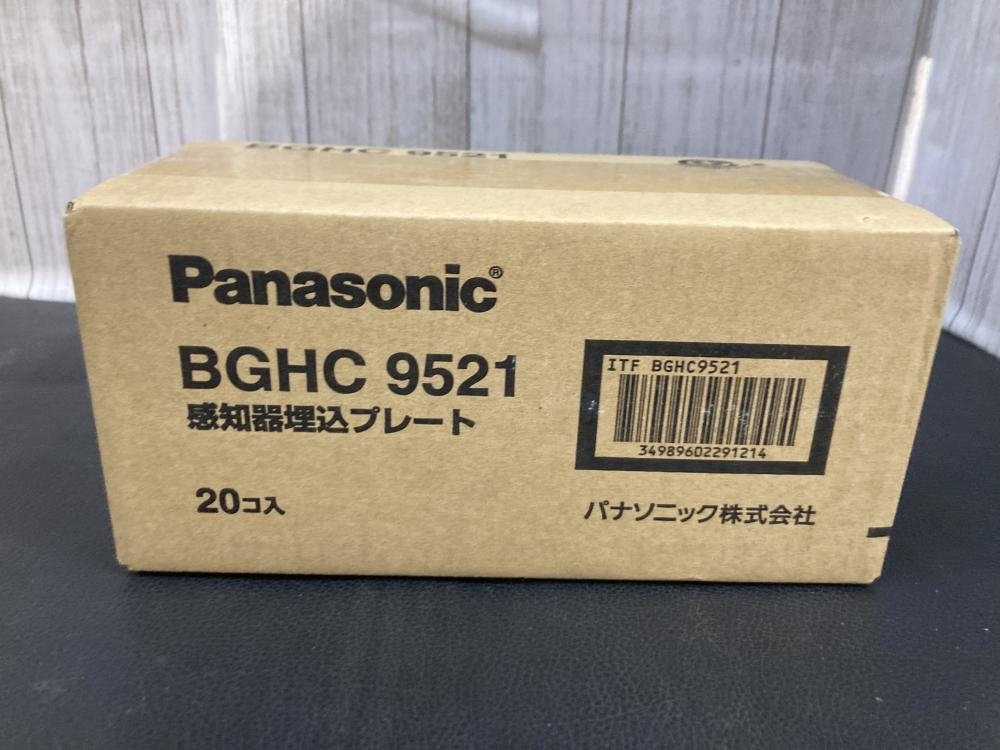 BGHC 9521
Panasonic®
BGHC 9521
感知器埋込プレート
20コ入
ITF BGHC9521
34989602291214
パナソニック株式会社